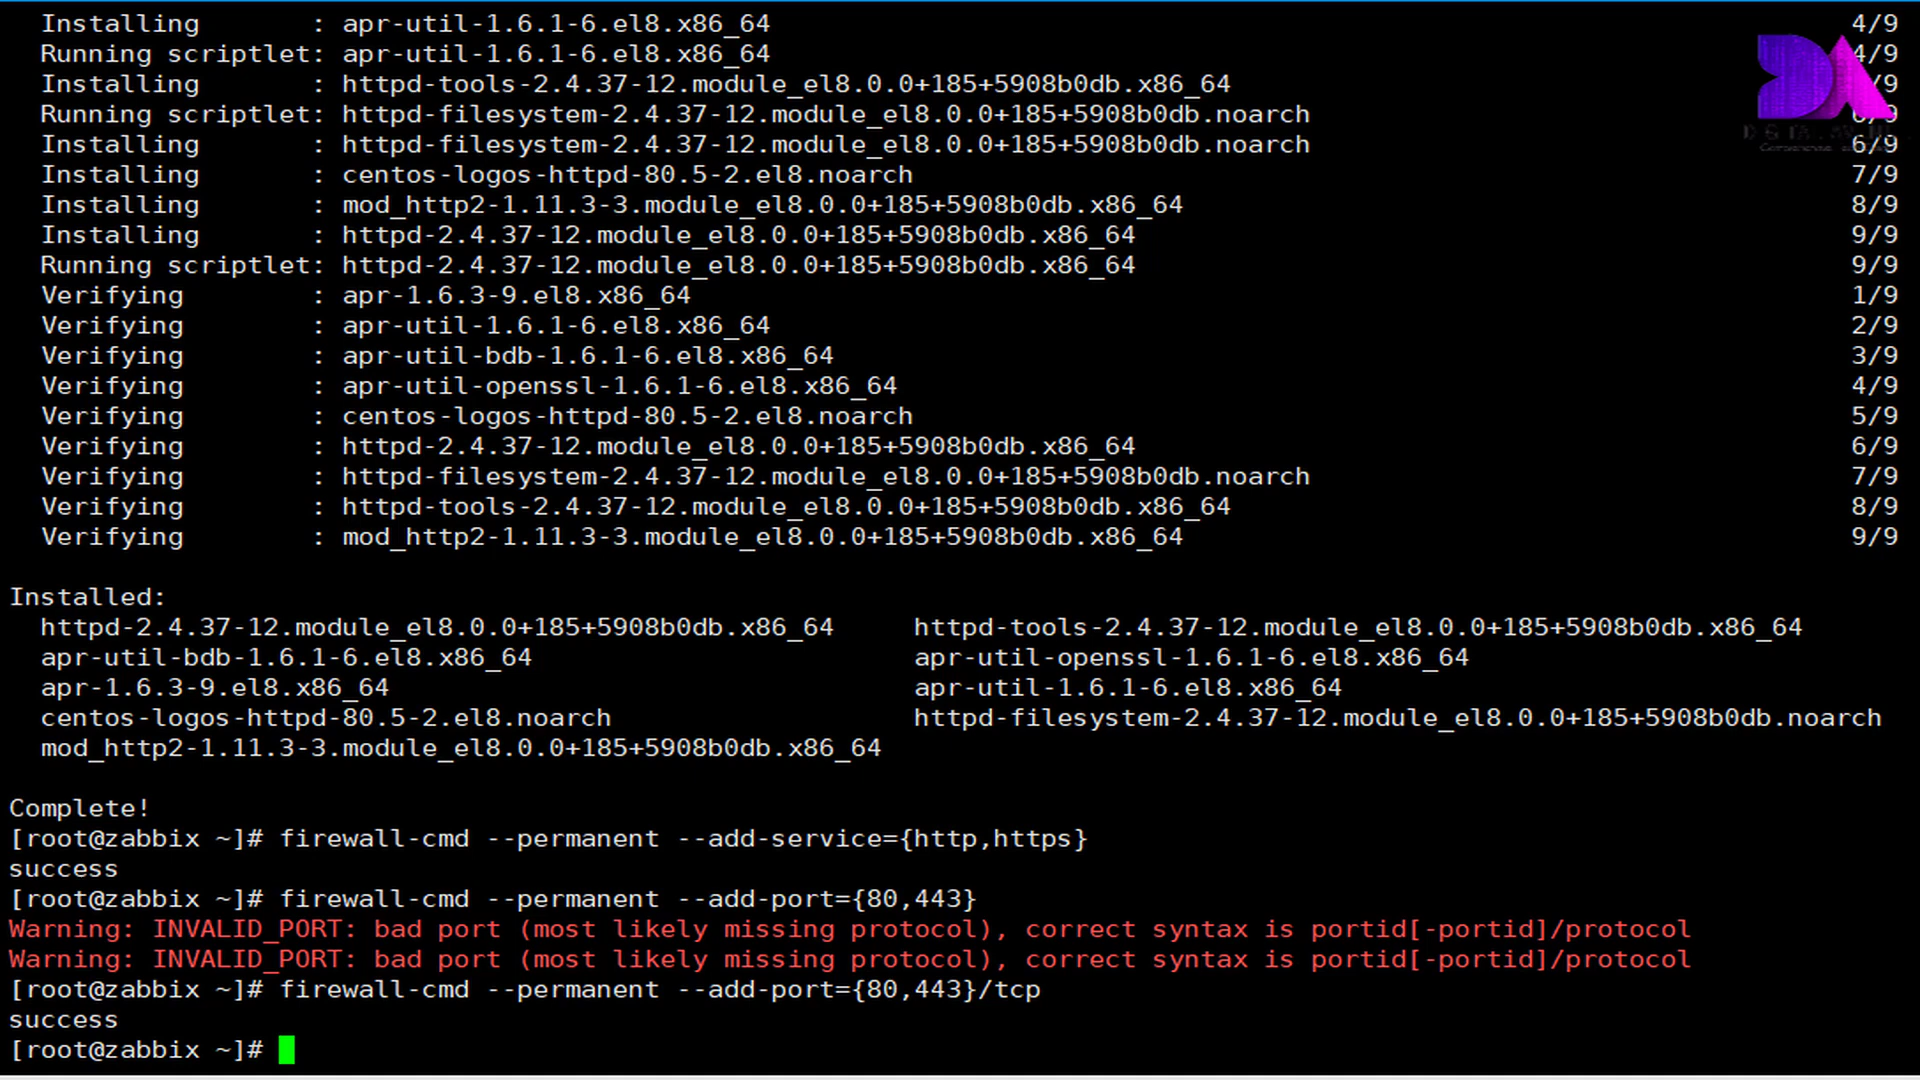 Installing : apr-util-1.6.1-6.el8.x86_64 4/9
Running scriptlet: apr-util-1.6.1-6.el8.x86_64 4/9
Installing : httpd-tools-2.4.37-12.module_el8.0.0+185+5908b0db.x86_64 /9
Running scriptlet: httpd-filesystem-2.4.37-12.module_el8.0.0+185+5908b0db.noarch 6/9
Installing : httpd-filesystem-2.4.37-12.module_el8.0.0+185+5908b0db.noarch 6/9
Installing : centos-logos-httpd-80.5-2.el8.noarch 7/9
Installing : mod_http2-1.11.3-3.module_el8.0.0+185+5908b0db.x86_64 8/9
Installing : httpd-2.4.37-12.module_el8.0.0+185+5908b0db.x86_64 9/9
Running scriptlet: httpd-2.4.37-12.module_el8.0.0+185+5908b0db.x86_64 9/9
Verifying : apr-1.6.3-9.el8.x86_64 1/9
Verifying : apr-util-1.6.1-6.el8.x86_64 2/9
Verifying : apr-util-bdb-1.6.1-6.el8.x86_64 3/9
Verifying : apr-util-openssl-1.6.1-6.el8.x86_64 4/9
Verifying : centos-logos-httpd-80.5-2.el8.noarch 5/9
Verifying : httpd-2.4.37-12.module_el8.0.0+185+5908b0db.x86_64 6/9
Verifying : httpd-filesystem-2.4.37-12.module_el8.0.0+185+5908b0db.noarch 7/9
Verifying : httpd-tools-2.4.37-12.module_el8.0.0+185+5908b0db.x86_64 8/9
Verifying : mod_http2-1.11.3-3.module_el8.0.0+185+5908b0db.x86_64 9/9
Installed:
httpd-2.4.37-12.module_el8.0.0+185+5908b0db.x86_64 httpd-tools-2.4.37-12.module_el8.0.0+185+5908b0db.x86_64
apr-util-bdb-1.6.1-6.el8.x86_64 apr-util-openssl-1.6.1-6.el8.x86_64
apr-1.6.3-9.el8.x86_64 apr-util-1.6.1-6.el8.x86_64
centos-logos-httpd-80.5-2.el8.noarch httpd-filesystem-2.4.37-12.module_el8.0.0+185+5908b0db.noarch
mod_http2-1.11.3-3.module_el8.0.0+185+5908b0db.x86_64
Complete!
[root@zabbix ~]# firewall-cmd --permanent --add-service={http,https}
success
[root@zabbix ~]# firewall-cmd --permanent --add-port={80,443}
Warning: INVALID_PORT: bad port (most likely missing protocol), correct syntax is portid[-portid]/protocol
Warning: INVALID_PORT: bad port (most likely missing protocol), correct syntax is portid[-portid]/protocol
[root@zabbix ~]# firewall-cmd --permanent --add-port={80,443}/tcp
success
[root@zabbix ~]#